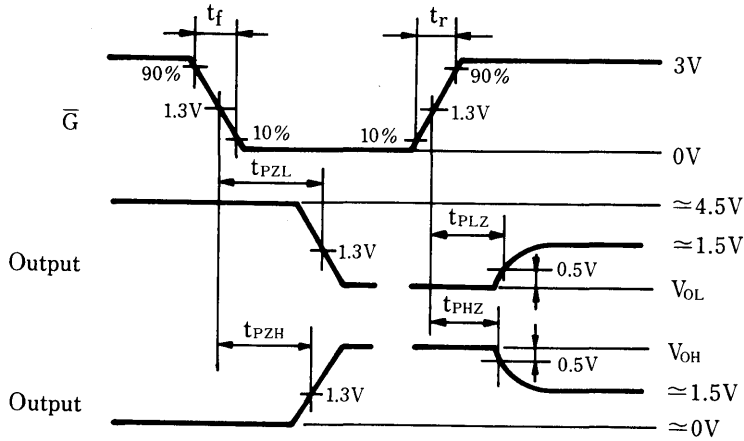 tf
tr
90%
90%
3V
G̅
1.3V
1.3V
10%
10%
0V
tPZL
≃4.5V
tPLZ
≃1.5V
1.3V
0.5V
Output
VOL
tPHZ
tPZH
VOH
0.5V
1.3V
≃1.5V
Output
≃0V